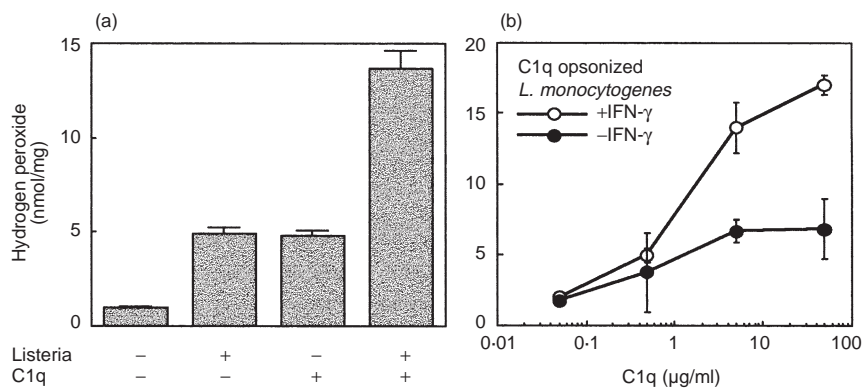 (a)
15
10
5
0
Hydrogen peroxide
(nmol/mg)
Listeria – + – +
C1q – – + +
(b)
20
15
10
5
0
C1q opsonized
L. monocytogenes
+IFN-γ
–IFN-γ
0·01 0·1 1 10 100
C1q (µg/ml)